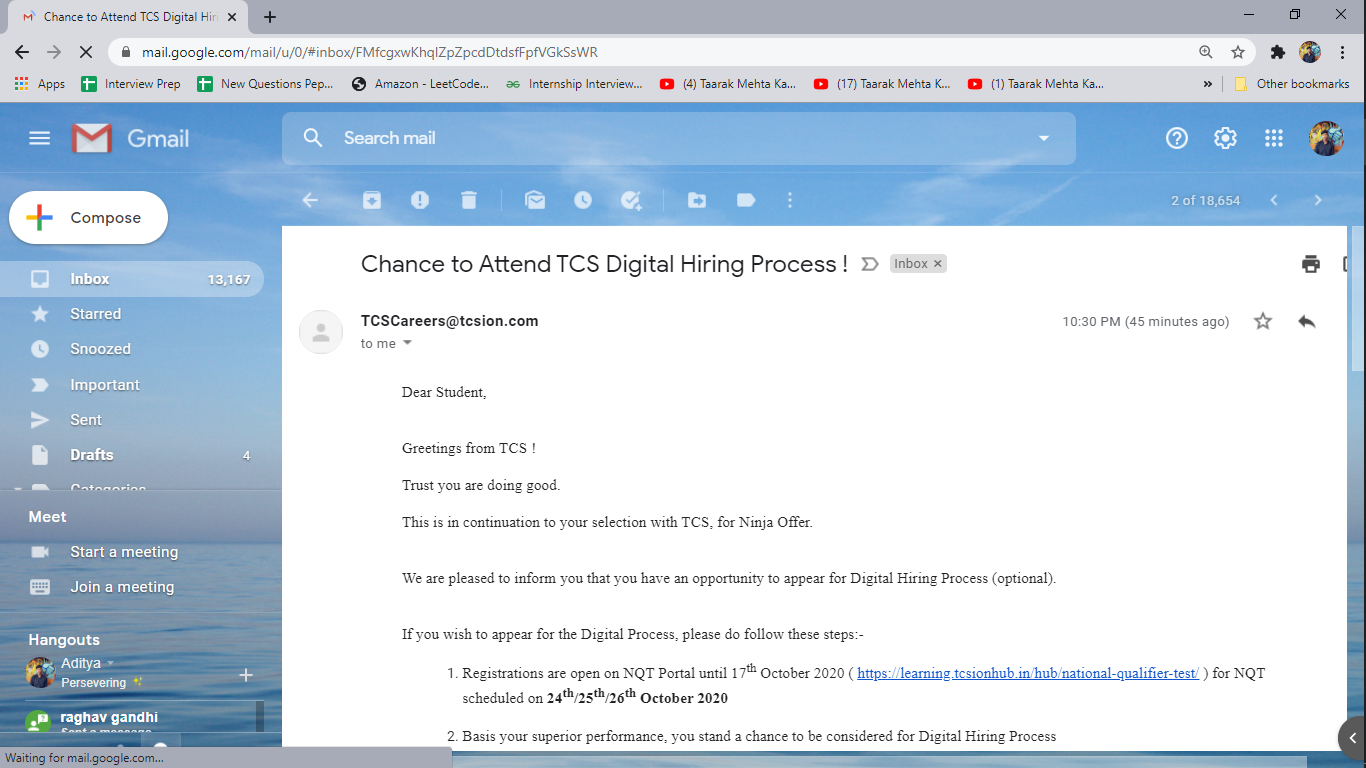 Chance to Attend TCS Digital Hir
mail.google.com/mail/u/0/#inbox/FMfcgxwKhqlZpZpcdDtdsfFpfVGkSsWR
Apps Interview Prep New Questions Pep... Amazon - LeetCode... Internship Interview... (4) Taarak Mehta Ka... (17) Taarak Mehta K... (1) Taarak Mehta Ka... » Other bookmarks
Gmail Search mail
2 of 18,654
Compose
Inbox 13,167
Starred
Snoozed
Important
Sent
Drafts 4
Categories
Meet
Start a meeting
Join a meeting
Hangouts
Aditya
Persevering
raghav gandhi
Sent a message
Chance to Attend TCS Digital Hiring Process ! Inbox ×
TCSCareers@tcsion.com 10:30 PM (45 minutes ago)
to me
Dear Student,
Greetings from TCS !
Trust you are doing good.
This is in continuation to your selection with TCS, for Ninja Offer.
We are pleased to inform you that you have an opportunity to appear for Digital Hiring Process (optional).
If you wish to appear for the Digital Process, please do follow these steps:-
1. Registrations are open on NQT Portal until 17th October 2020 ( https://learning.tcsionhub.in/hub/national-qualifier-test/ ) for NQT
scheduled on 24th/25th/26th October 2020
2. Basis your superior performance, you stand a chance to be considered for Digital Hiring Process
Waiting for mail.google.com...